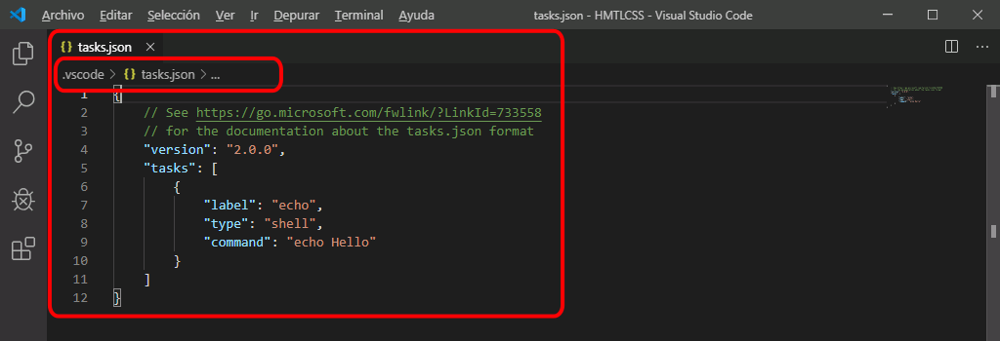 Archivo Editar Selección Ver Ir Depurar Terminal Ayuda tasks.json - HMTLCSS - Visual Studio Code
{} tasks.json ×
.vscode > {} tasks.json > ...
1 {
2 // See https://go.microsoft.com/fwlink/?LinkId=733558
3 // for the documentation about the tasks.json format
4 "version": "2.0.0",
5 "tasks": [
6 {
7 "label": "echo",
8 "type": "shell",
9 "command": "echo Hello"
10 }
11 ]
12 }